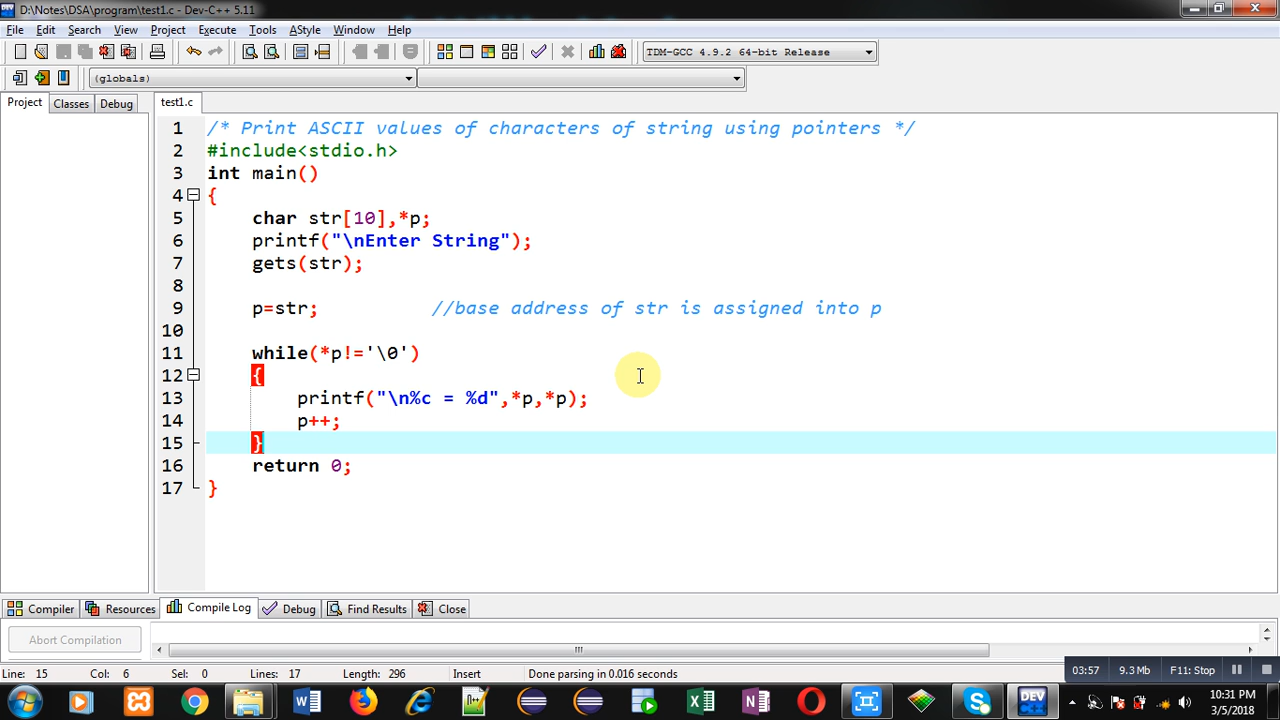 D:\Notes\DSA\program\test1.c - Dev-C++ 5.11
File Edit Search View Project Execute Tools AStyle Window Help
TDM-GCC 4.9.2 64-bit Release
(globals)
Project Classes Debug test1.c
1 /* Print ASCII values of characters of string using pointers */
2 #include<stdio.h>
3 int main()
4 {
5 char str[10],*p;
6 printf("\nEnter String");
7 gets(str);
8
9 p=str; //base address of str is assigned into p
10
11 while(*p!='\0')
12 {
13 printf("\n%c = %d",*p,*p);
14 p++;
15 }
16 return 0;
17 }
Compiler Resources Compile Log Debug Find Results Close
Abort Compilation
Line: 15 Col: 6 Sel: 0 Lines: 17 Length: 296 Insert Done parsing in 0.016 seconds
03:57 9.3 Mb F11: Stop
DEV
10:31 PM
3/5/2018